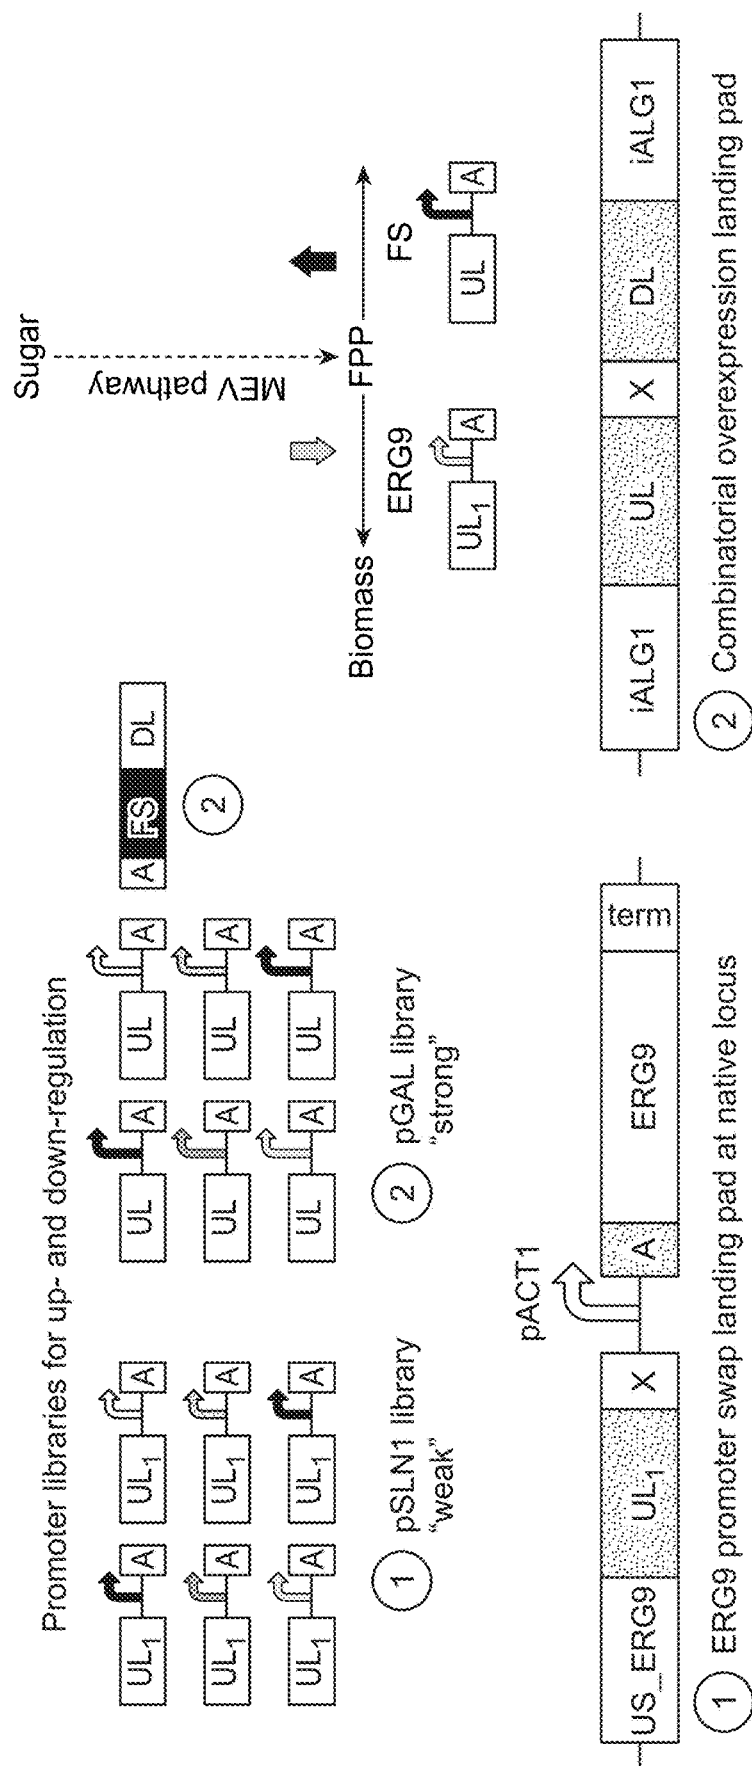 Promoter libraries for up- and down-regulation
UL₁ A UL₁ A
UL₁ A UL₁ A
UL₁ A UL₁ A
1 pSLN1 library
"weak"
UL A UL A
UL A UL A
UL A UL A
2 pGAL library
"strong"
A FS DL
2
Sugar
MEV pathway
Biomass FPP
ERG9 FS
UL₁ A UL A
pACT1
US_ERG9 UL₁ X A ERG9 term
1 ERG9 promoter swap landing pad at native locus
iALG1 UL X DL iALG1
2 Combinatorial overexpression landing pad